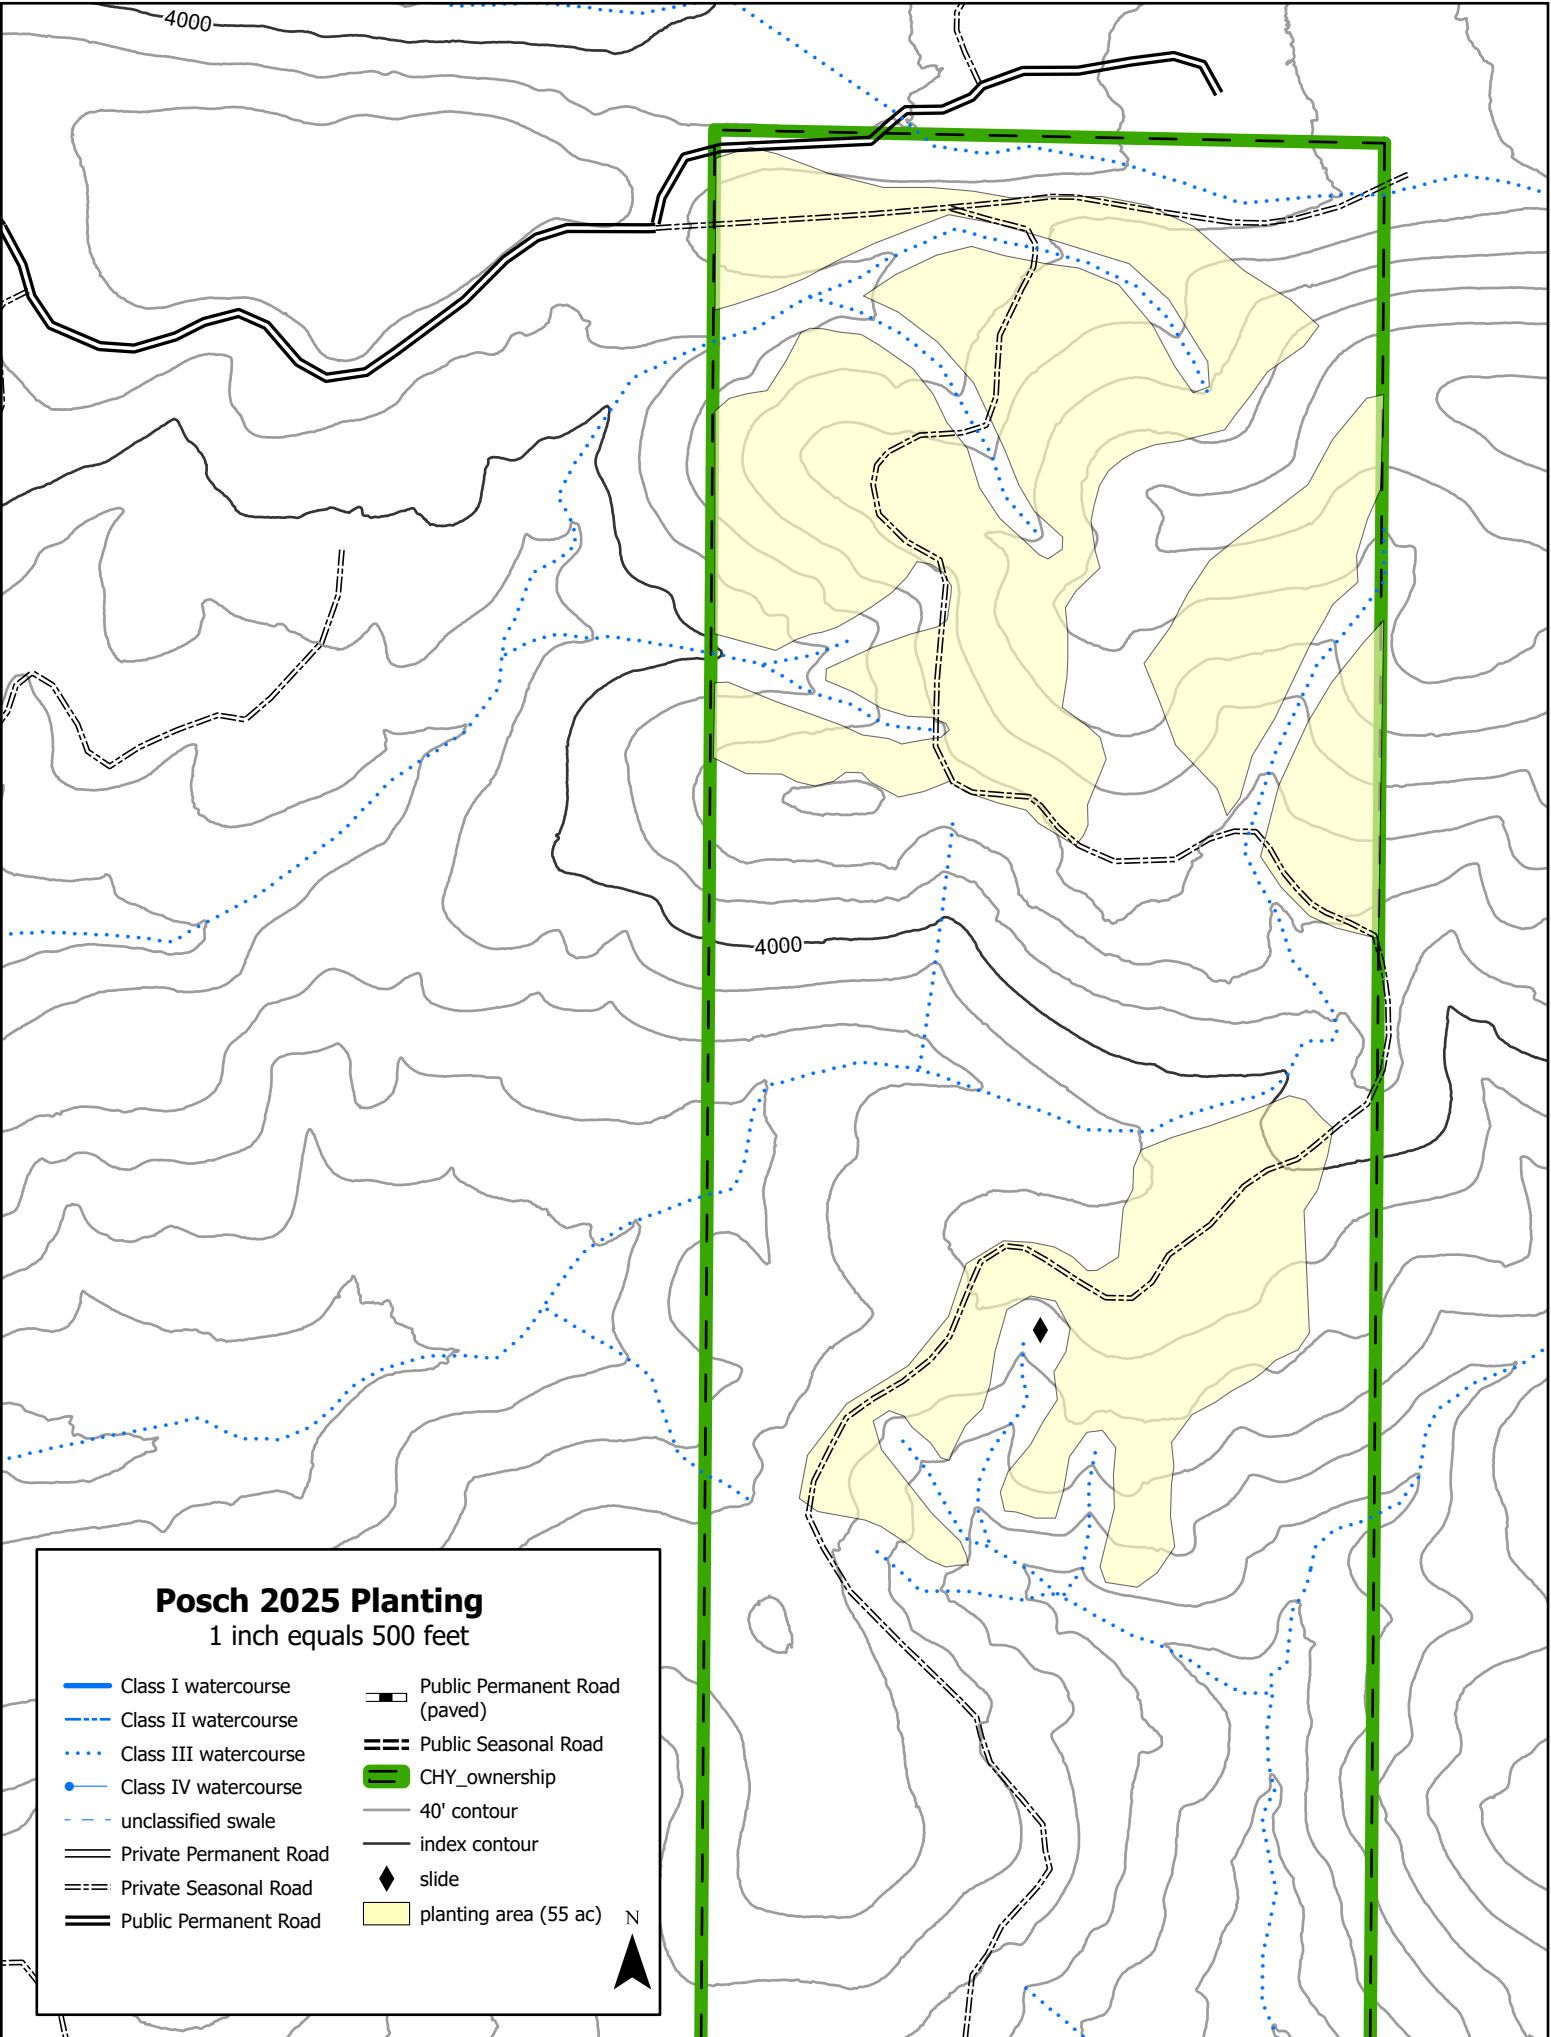 4000
4000
Posch 2025 Planting
1 inch equals 500 feet
Class I watercourse
Class II watercourse
Class III watercourse
Class IV watercourse
unclassified swale
Private Permanent Road
Private Seasonal Road
Public Permanent Road
Public Permanent Road
(paved)
Public Seasonal Road
CHY_ownership
40' contour
index contour
slide
planting area (55 ac)
N